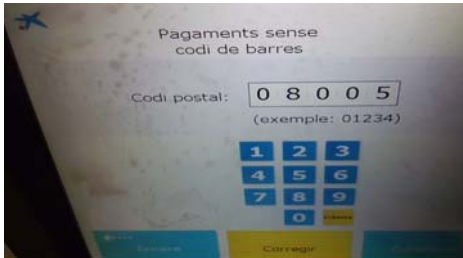 Pagaments sense
codi de barres
Codi postal: 0 8 0 0 5
(exemple: 01234)
1 2 3
4 5 6
7 8 9
0
Corregir